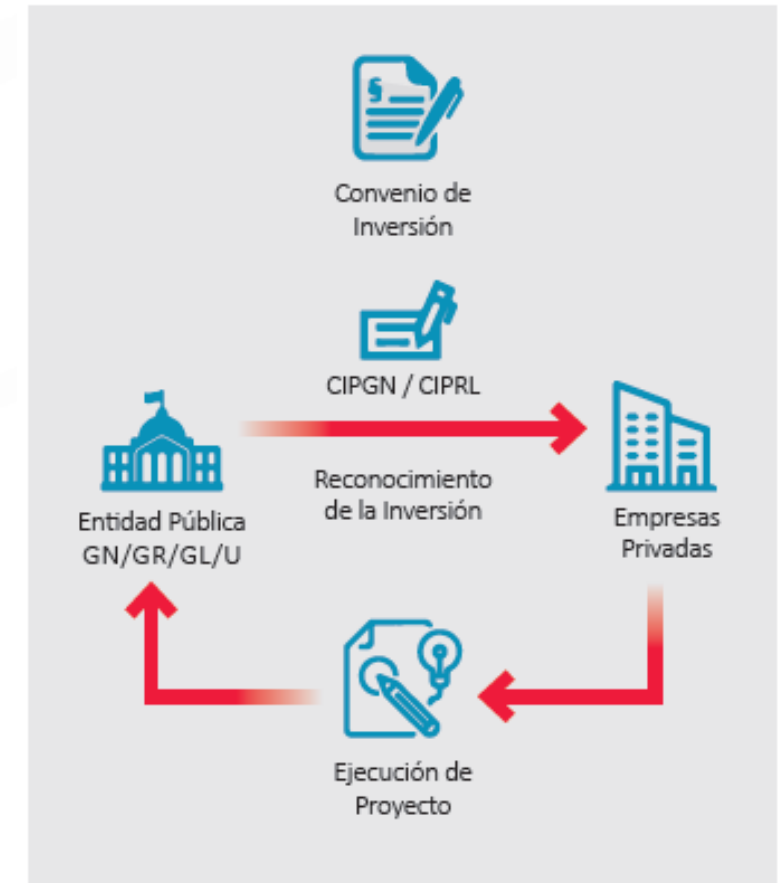 §
Convenio de
Inversión
CIPGN / CIPRL
Reconocimiento
de la Inversión
Entidad Pública
GN/GR/GL/U
Empresas
Privadas
Ejecución de
Proyecto